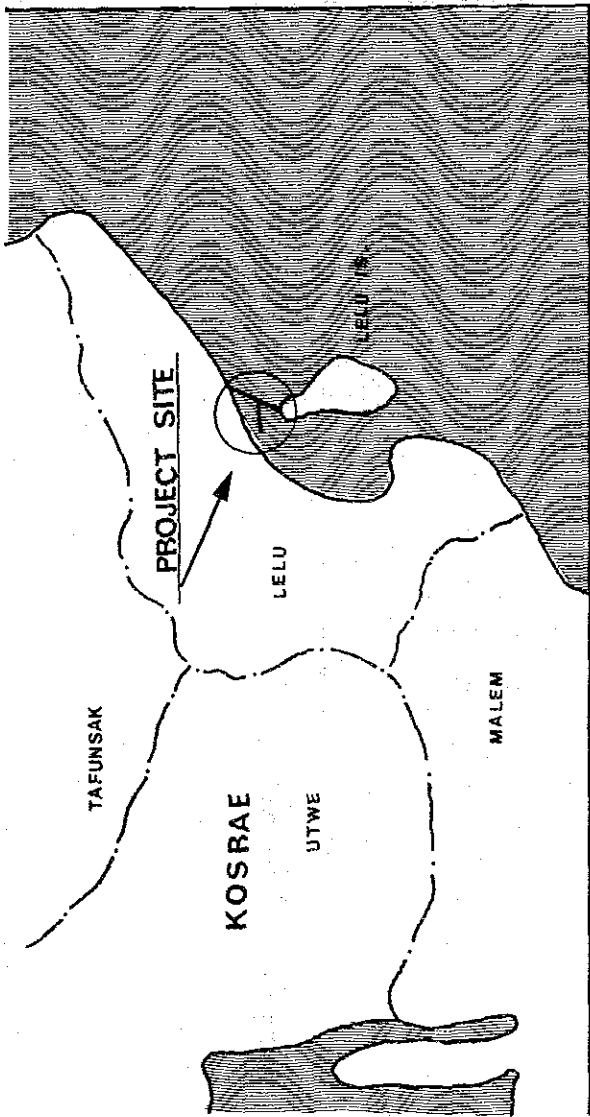 TAFUNSAK
PROJECT SITE
KOSRAE
UTWE
LELU
LELU IS.
MALEM